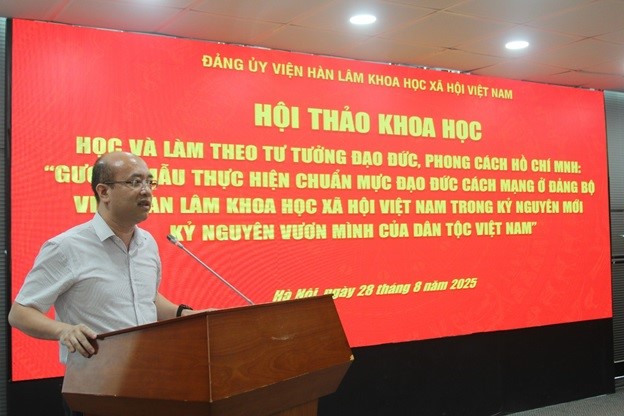 ĐẢNG ỦY VIỆN HÀN LÂM KHOA HỌC XÃ HỘI VIỆT NAM
HỘI THẢO KHOA HỌC
HỌC VÀ LÀM THEO TƯ TƯỞNG ĐẠO ĐỨC, PHONG CÁCH HỒ CHÍ MNH:
THỰC HIỆN CHUẨN MỰC ĐẠO ĐỨC CÁCH MẠNG Ở ĐẢNG BỘ
HÀN LÂM KHOA HỌC XÃ HỘI VIỆT NAM TRONG KỶ NGUYÊN MỚI
KỶ NGUYÊN VƯƠN MÌNH CỦA DÂN TỘC VIỆT NAM”
Hà Nội, ngày 28 tháng 8 năm 2025